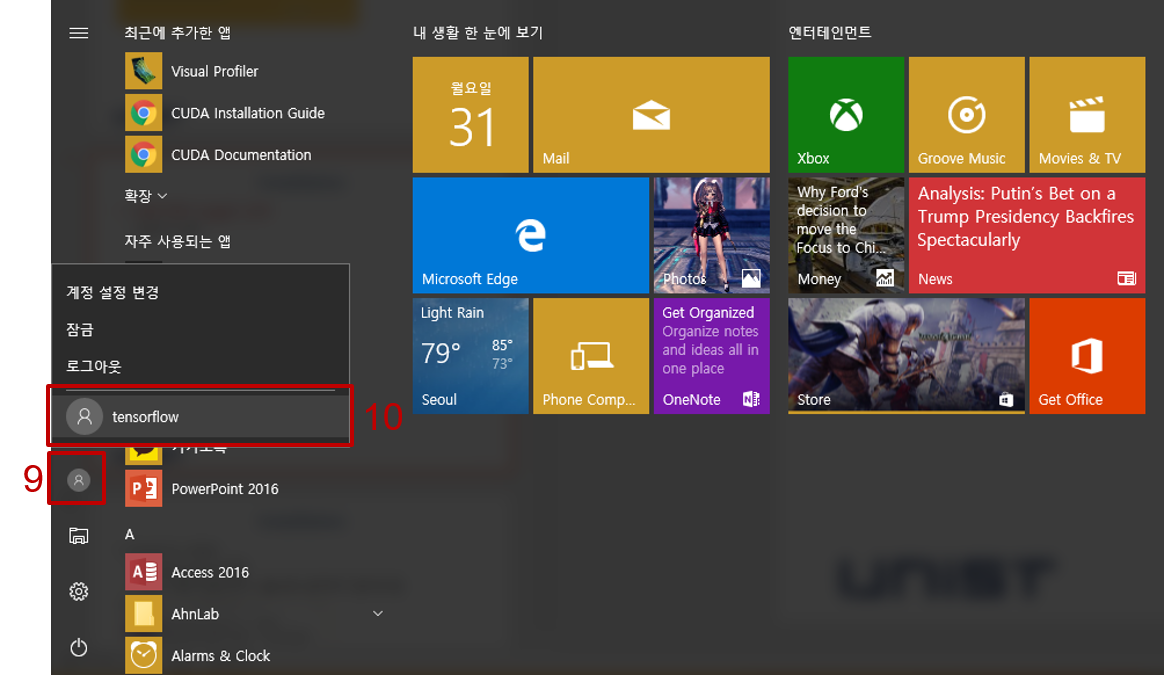 최근에 추가한 앱
Visual Profiler
CUDA Installation Guide
CUDA Documentation
확장
자주 사용되는 앱
계정 설정 변경
잠금
로그아웃
tensorflow
10
9
PowerPoint 2016
A
Access 2016
AhnLab
Alarms & Clock
내 생활 한 눈에 보기
월요일
31
Mail
Microsoft Edge
Photos
Light Rain
79°
85°
73°
Seoul
Phone Comp...
Get Organized
Organize notes
and ideas all in
one place
OneNote
엔터테인먼트
Xbox
Groove Music
Movies & TV
Why Ford's
decision to
move the
Focus to Chi...
Money
Analysis: Putin's Bet on a
Trump Presidency Backfires
Spectacularly
News
Store
Get Office
UNIST